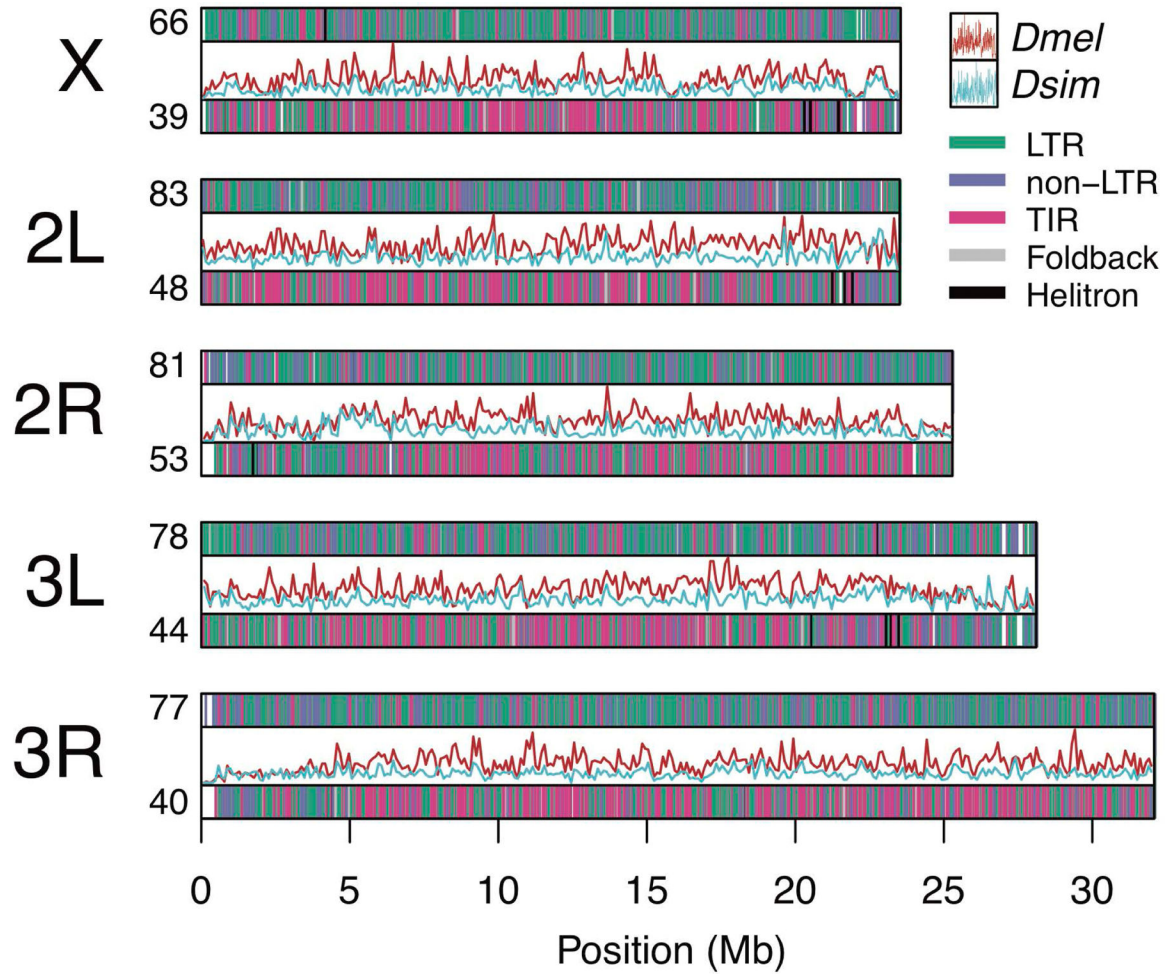 66
X
39
83
2L
48
81
2R
53
78
3L
44
77
3R
40
0 5 10 15 20 25 30
Position (Mb)
Dmel
Dsim
LTR
non−LTR
TIR
Foldback
Helitron